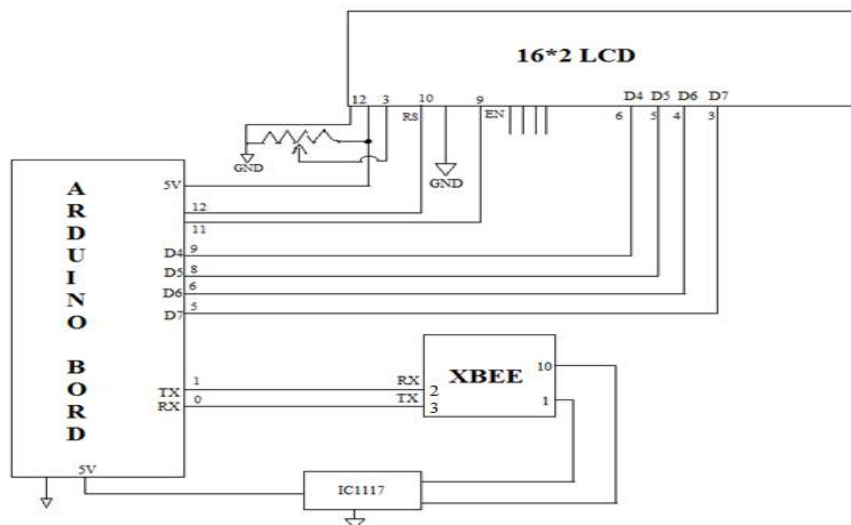 16*2 LCD
12 3 10 9 D4 D5 D6 D7
RS EN 6 5 4 3
GND
GND
ARDUINO BORD
5V
12
11
D4 9
D5 8
D6 6
D7 5
TX 1
RX 0
XBEE
RX 2
TX 3
10
1
5V
IC1117